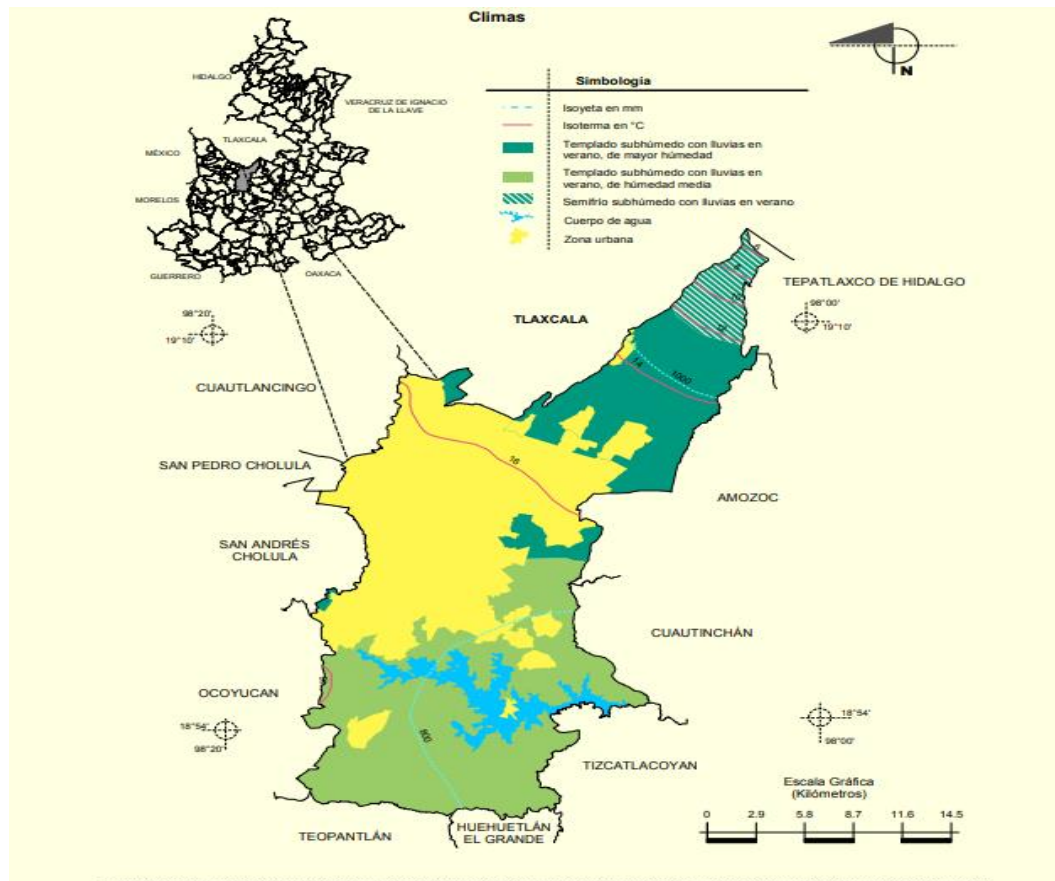 Climas
HIDALGO
VERACRUZ DE IGNACIO
DE LA LLAVE
TLAXCALA
MÉXICO
MORELOS
GUERRERO
OAXACA
N
Simbología
Isoyeta en mm
Isoterma en °C
Templado subhúmedo con lluvias en
verano, de mayor húmedad
Templado subhúmedo con lluvias en
verano, de húmedad media
Semifrío subhúmedo con lluvias en verano
Cuerpo de agua
Zona urbana
TEPATLAXCO DE HIDALGO
98°20'
19°10'
TLAXCALA
98°00'
19°10'
14
1000
CUAUTLANCINGO
16
SAN PEDRO CHOLULA
AMOZOC
SAN ANDRÉS
CHOLULA
CUAUTINCHÁN
OCOYUCAN
18°54'
98°20'
800
18°54'
98°00'
TIZCATLACOYAN
Escala Gráfica
(Kilómetros)
0 2.9 5.8 8.7 11.6 14.5
TEOPANTLÁN
HUEHUETLÁN
EL GRANDE